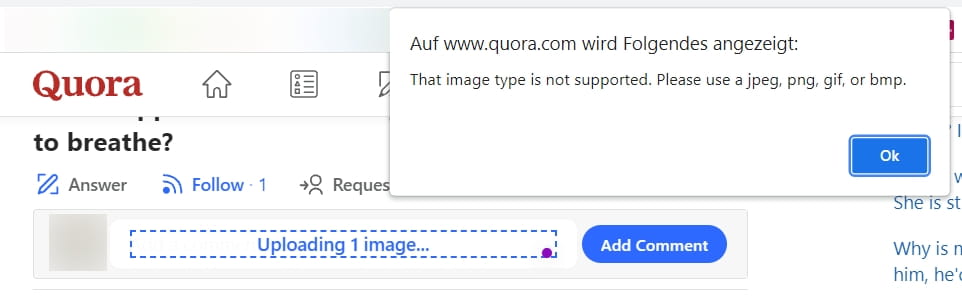 Auf www.quora.com wird Folgendes angezeigt:
That image type is not supported. Please use a jpeg, png, gif, or bmp.
Ok
Quora
to breathe?
Answer
Follow · 1
Reques
Uploading 1 image...
Add Comment
She is st
Why is m
him, he'